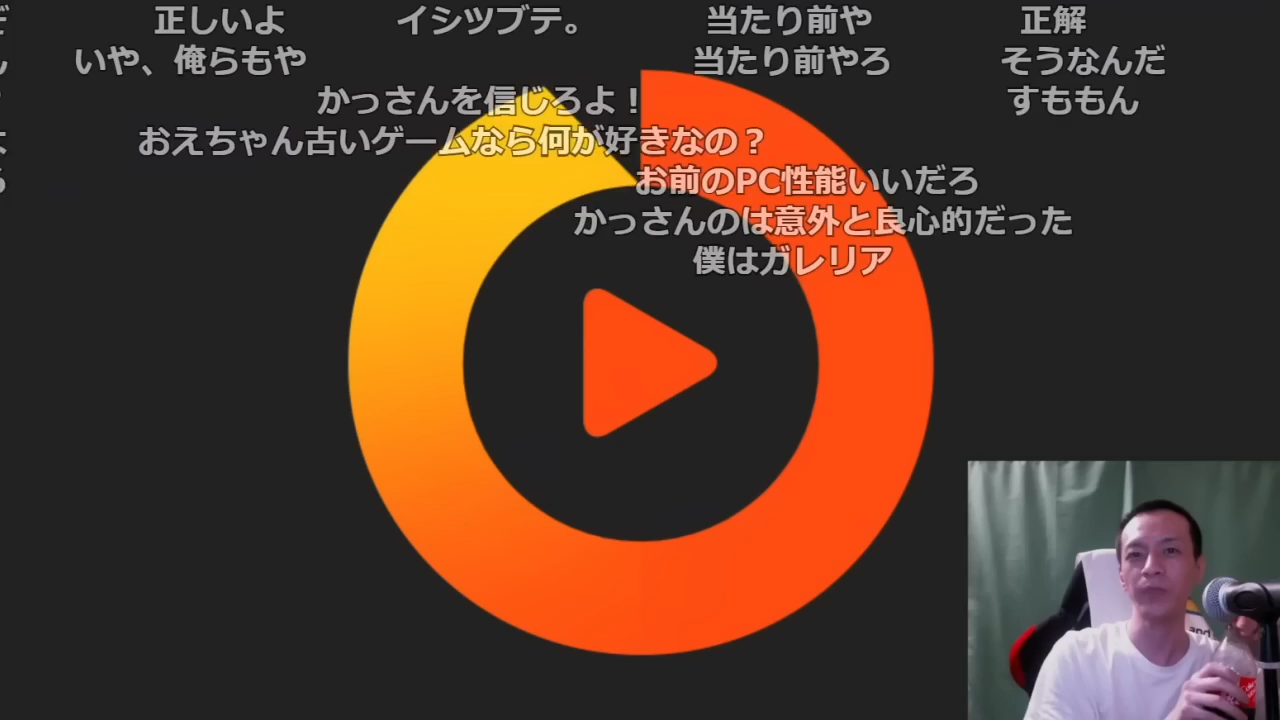 正しいよ
イシツブテ。
当たり前や
正解
いや、俺らもや
当たり前やろ
そうなんだ
かっさんを信じろよ！
すももん
おえちゃん古いゲームなら何が好きなの？
お前のPC性能いいだろ
かっさんのは意外と良心的だった
僕はガレリア
and